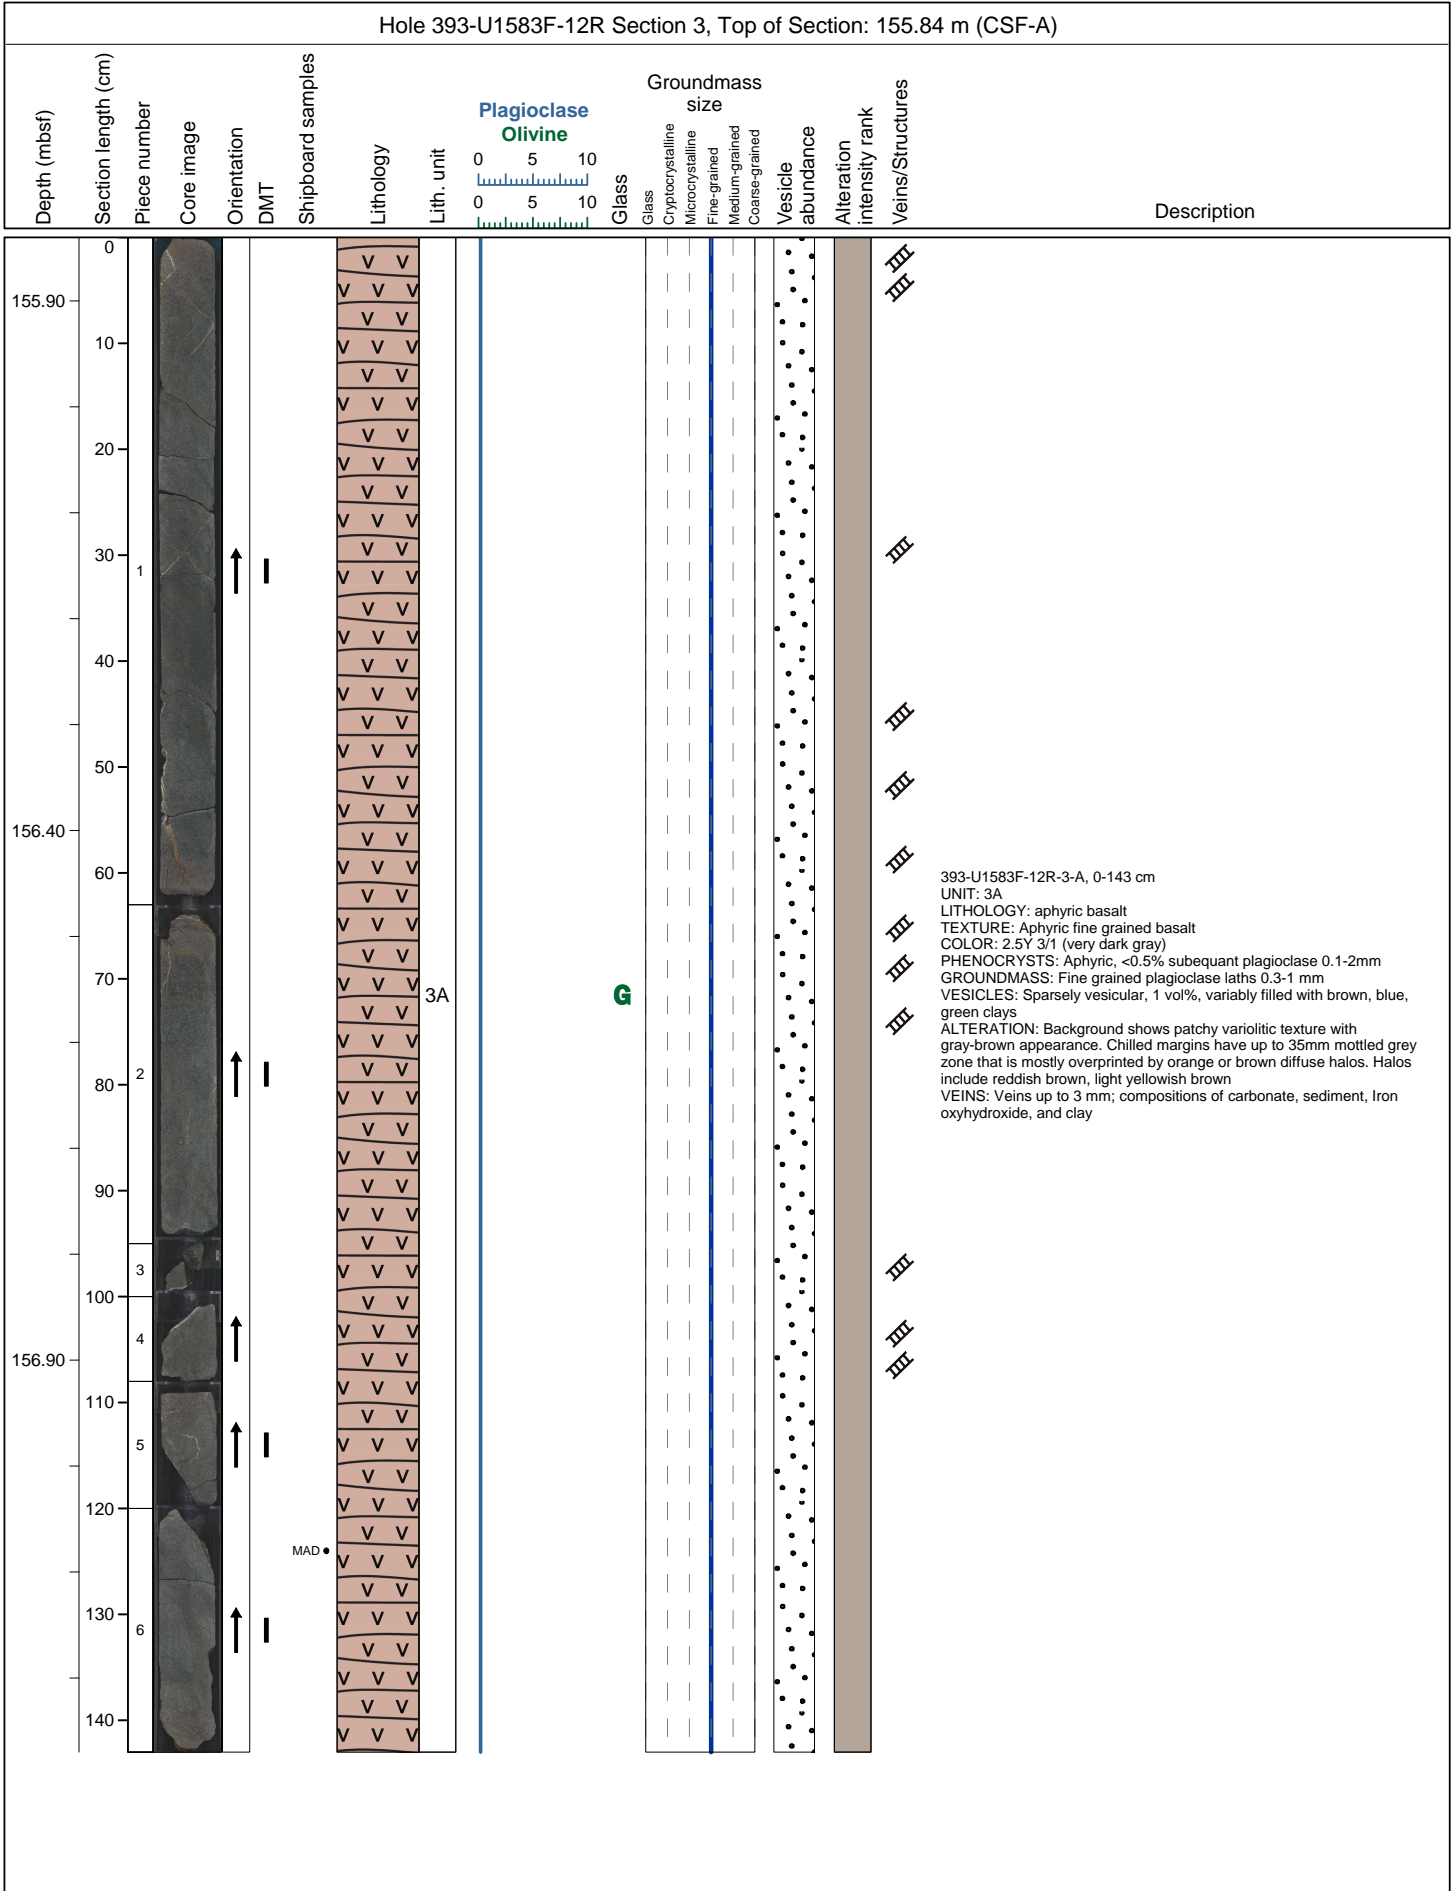 Hole 393-U1583F-12R Section 3, Top of Section: 155.84 m (CSF-A)
Depth (mbsf)
Section length (cm)
Piece number
Core image
Orientation
DMT
Shipboard samples
Lithology
Lith. unit
Plagioclase
Olivine
0 5 10
0 5 10
Glass
Groundmass
size
Glass
Cryptocrystalline
Microcrystalline
Fine-grained
Medium-grained
Coarse-grained
Vesicle
abundance
Alteration
intensity rank
Veins/Structures
Description
0
155.90
10
20
30
1
40
50
156.40
60
70
3A
G
2
80
90
3
100
4
156.90
110
5
120
MAD
130
6
140
393-U1583F-12R-3-A, 0-143 cm
UNIT: 3A
LITHOLOGY: aphyric basalt
TEXTURE: Aphyric fine grained basalt
COLOR: 2.5Y 3/1 (very dark gray)
PHENOCRYSTS: Aphyric, <0.5% subequant plagioclase 0.1-2mm
GROUNDMASS: Fine grained plagioclase laths 0.3-1 mm
VESICLES: Sparsely vesicular, 1 vol%, variably filled with brown, blue,
green clays
ALTERATION: Background shows patchy variolitic texture with
gray-brown appearance. Chilled margins have up to 35mm mottled grey
zone that is mostly overprinted by orange or brown diffuse halos. Halos
include reddish brown, light yellowish brown
VEINS: Veins up to 3 mm; compositions of carbonate, sediment, Iron
oxyhydroxide, and clay